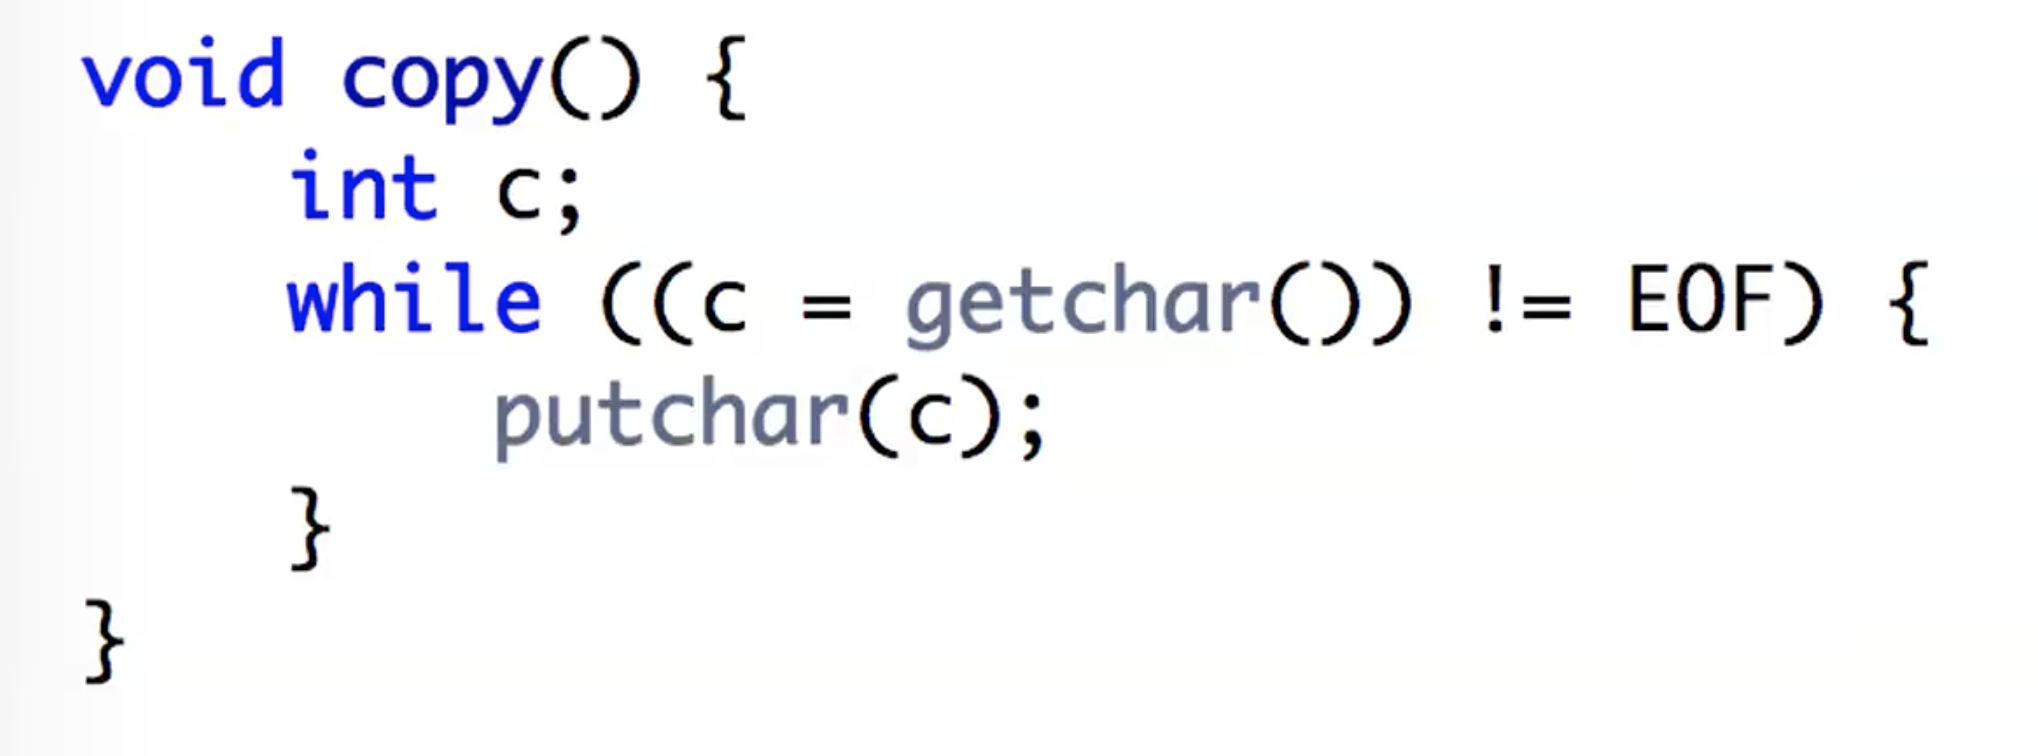 void copy() {
    int c;
    while ((c = getchar()) != EOF) {
        putchar(c);
    }
}